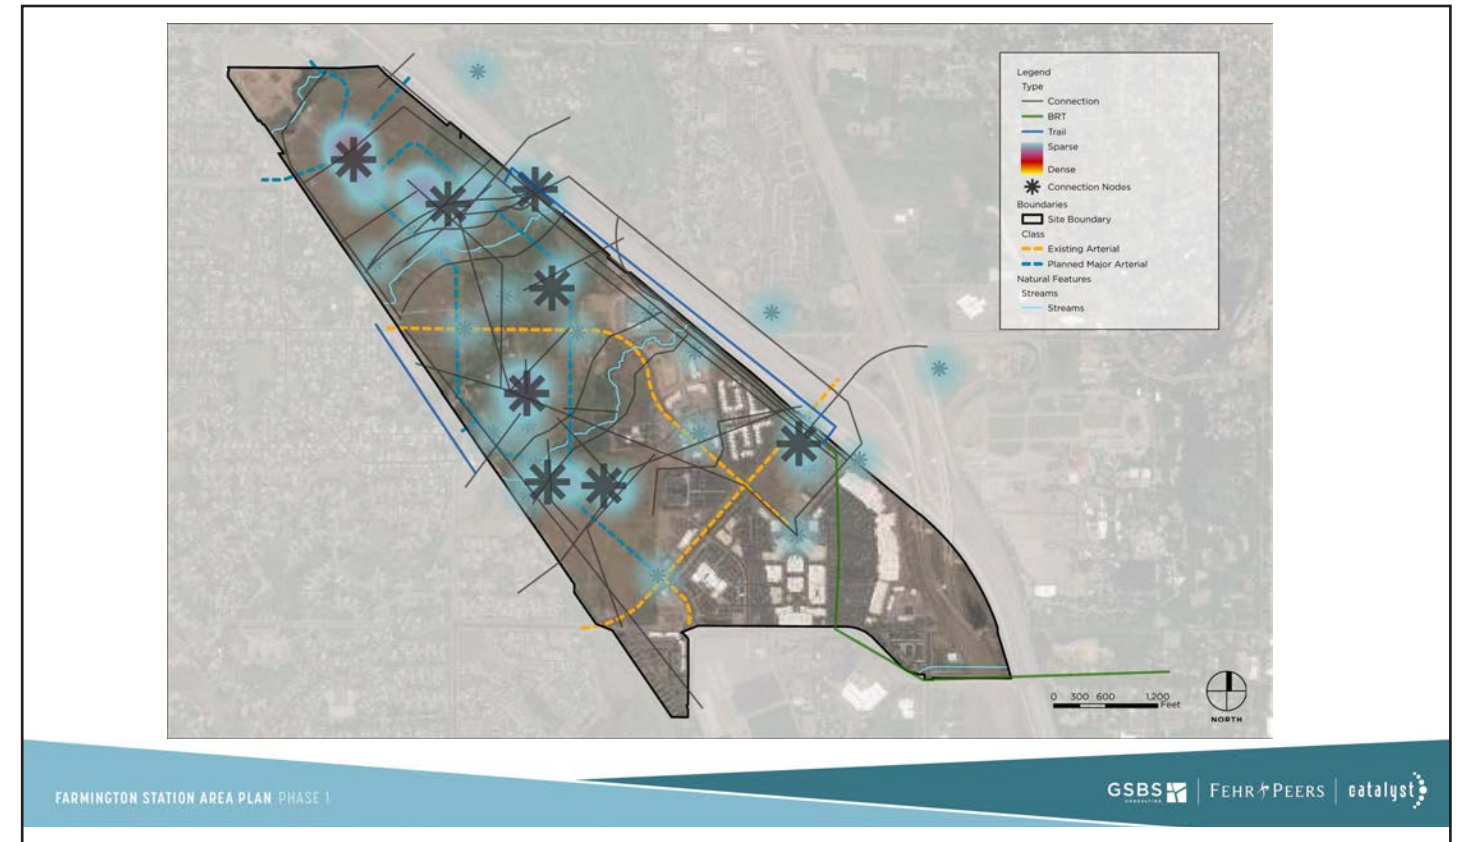 Legend
Type
Connection
BRT
Trail
Sparse
Dense
Connection Nodes
Boundaries
Site Boundary
Class
Existing Arterial
Planned Major Arterial
Natural Features
Streams
Streams
0 300 600 1,200
Feet
NORTH
FARMINGTON STATION AREA PLAN PHASE 1
GSBS
CONSULTING
FEHR PEERS
catalyst